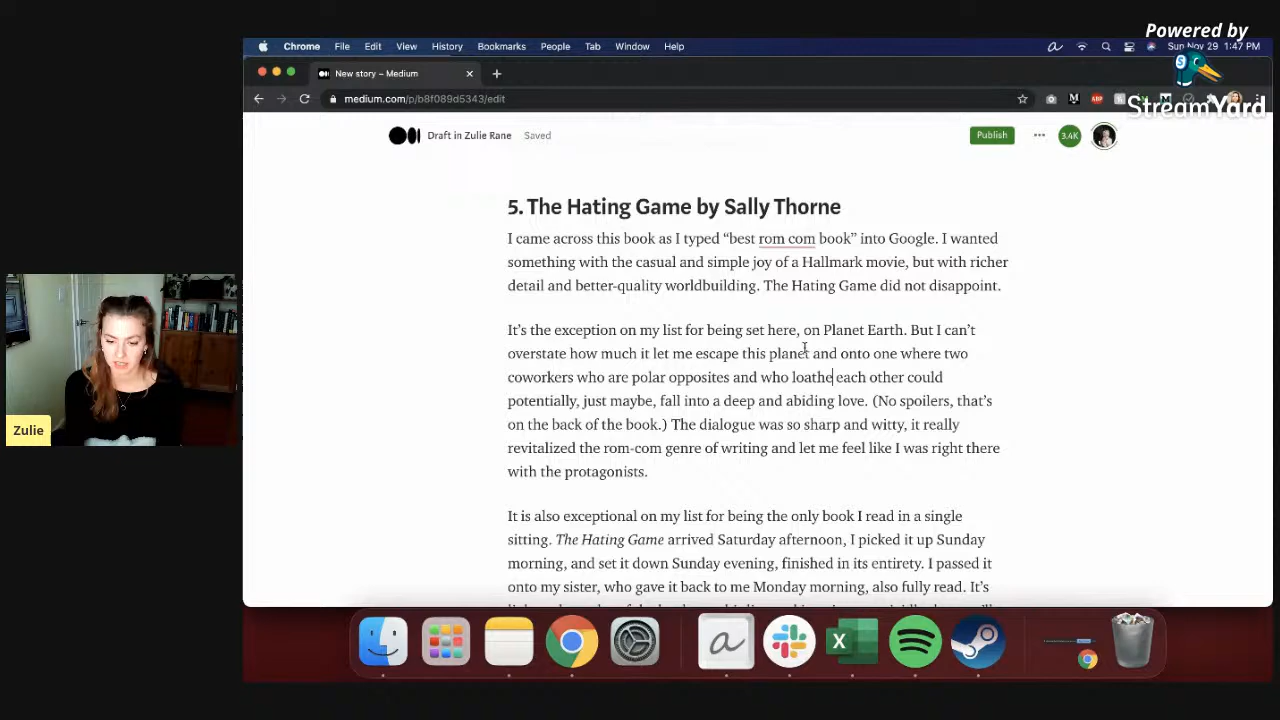 Powered by
StreamYard
Chrome File Edit View History Bookmarks People Tab Window Help
Sun Nov 29 1:47 PM
New story – Medium
medium.com/p/b8f089d5343/edit
Draft in Zulie Rane Saved
Publish
3.4K
5. The Hating Game by Sally Thorne
I came across this book as I typed “best rom com book” into Google. I wanted
something with the casual and simple joy of a Hallmark movie, but with richer
detail and better-quality worldbuilding. The Hating Game did not disappoint.
It’s the exception on my list for being set here, on Planet Earth. But I can’t
overstate how much it let me escape this planet and onto one where two
coworkers who are polar opposites and who loathe each other could
potentially, just maybe, fall into a deep and abiding love. (No spoilers, that’s
on the back of the book.) The dialogue was so sharp and witty, it really
revitalized the rom-com genre of writing and let me feel like I was right there
with the protagonists.
It is also exceptional on my list for being the only book I read in a single
sitting. The Hating Game arrived Saturday afternoon, I picked it up Sunday
morning, and set it down Sunday evening, finished in its entirety. I passed it
onto my sister, who gave it back to me Monday morning, also fully read. It’s
Zulie